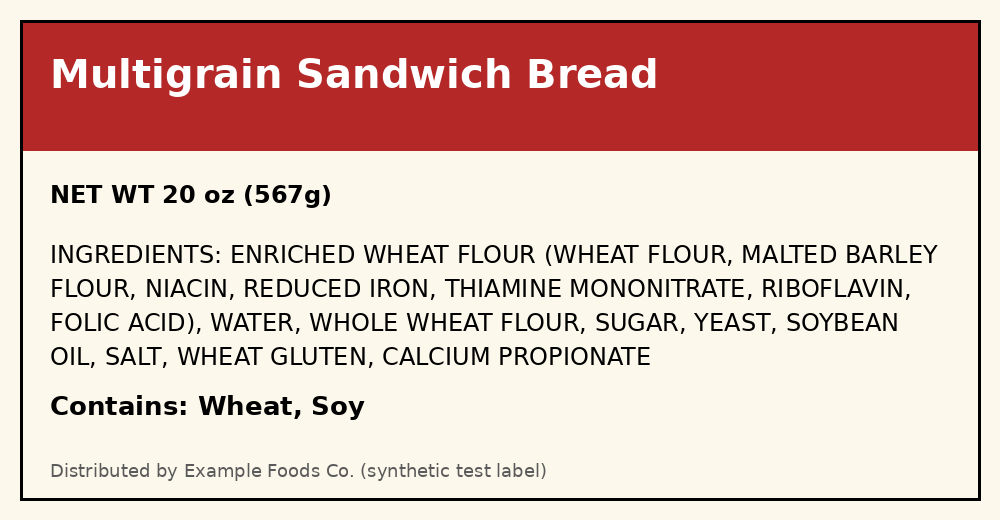 Multigrain Sandwich Bread
NET WT 20 oz (567g)
INGREDIENTS: ENRICHED WHEAT FLOUR (WHEAT FLOUR, MALTED BARLEY
FLOUR, NIACIN, REDUCED IRON, THIAMINE MONONITRATE, RIBOFLAVIN,
FOLIC ACID), WATER, WHOLE WHEAT FLOUR, SUGAR, YEAST, SOYBEAN
OIL, SALT, WHEAT GLUTEN, CALCIUM PROPIONATE
Contains: Wheat, Soy
Distributed by Example Foods Co. (synthetic test label)